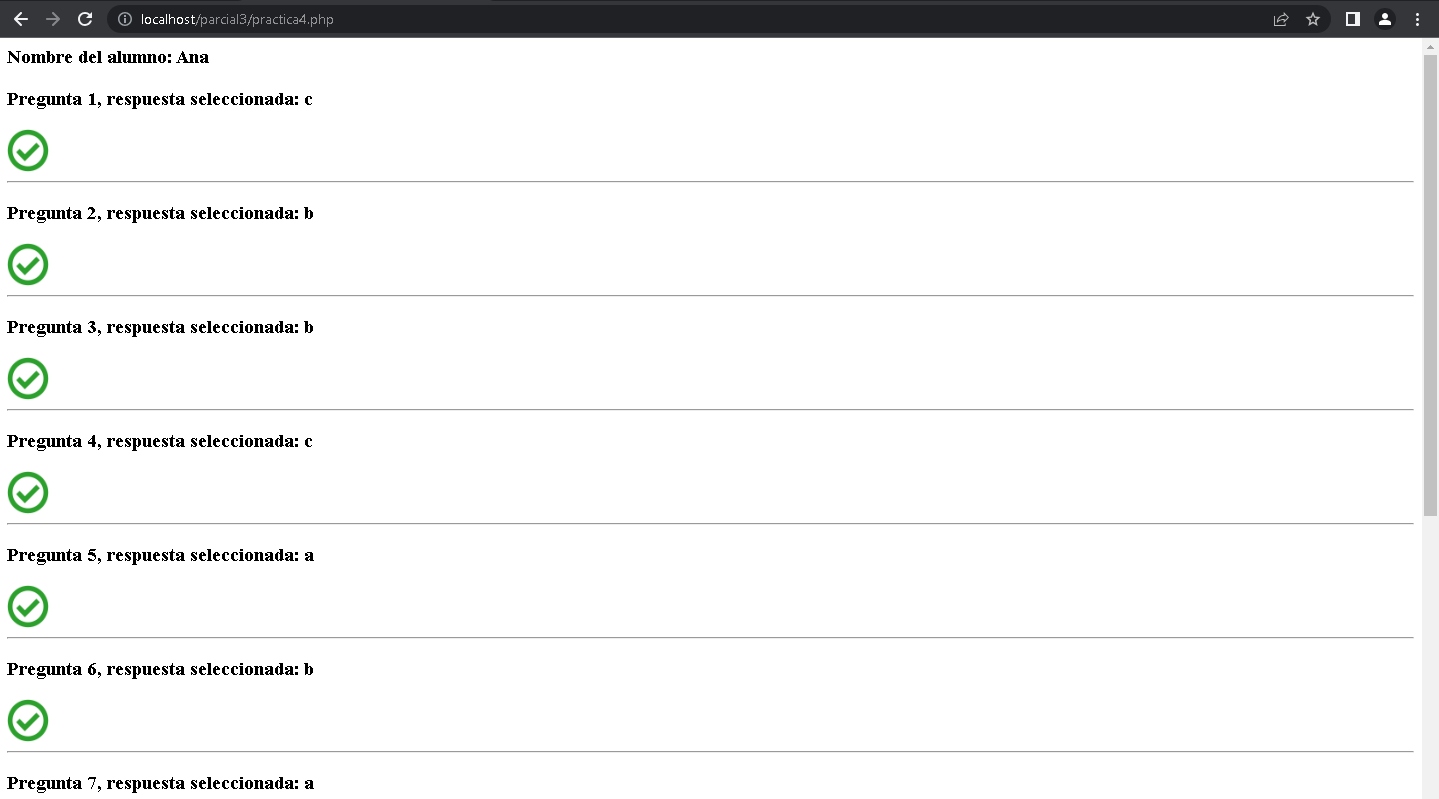 localhost/parcial3/practica4.php
Nombre del alumno: Ana
Pregunta 1, respuesta seleccionada: c
Pregunta 2, respuesta seleccionada: b
Pregunta 3, respuesta seleccionada: b
Pregunta 4, respuesta seleccionada: c
Pregunta 5, respuesta seleccionada: a
Pregunta 6, respuesta seleccionada: b
Pregunta 7, respuesta seleccionada: a